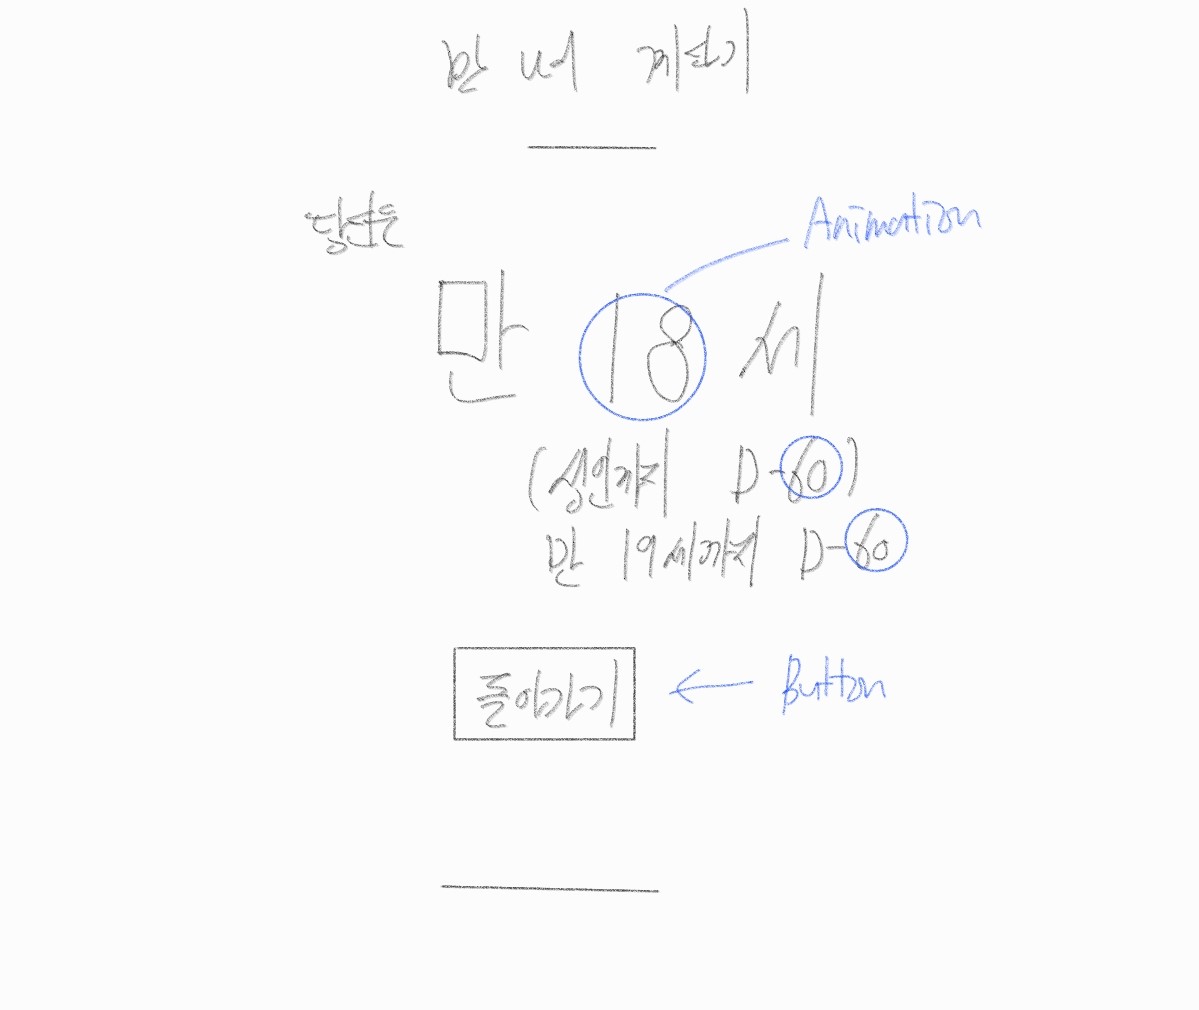 만 나이 계산기
당신은
Animation
만 18 세
(성인까지 D-60)
만 19세까지 D-60
돌아가기
Button